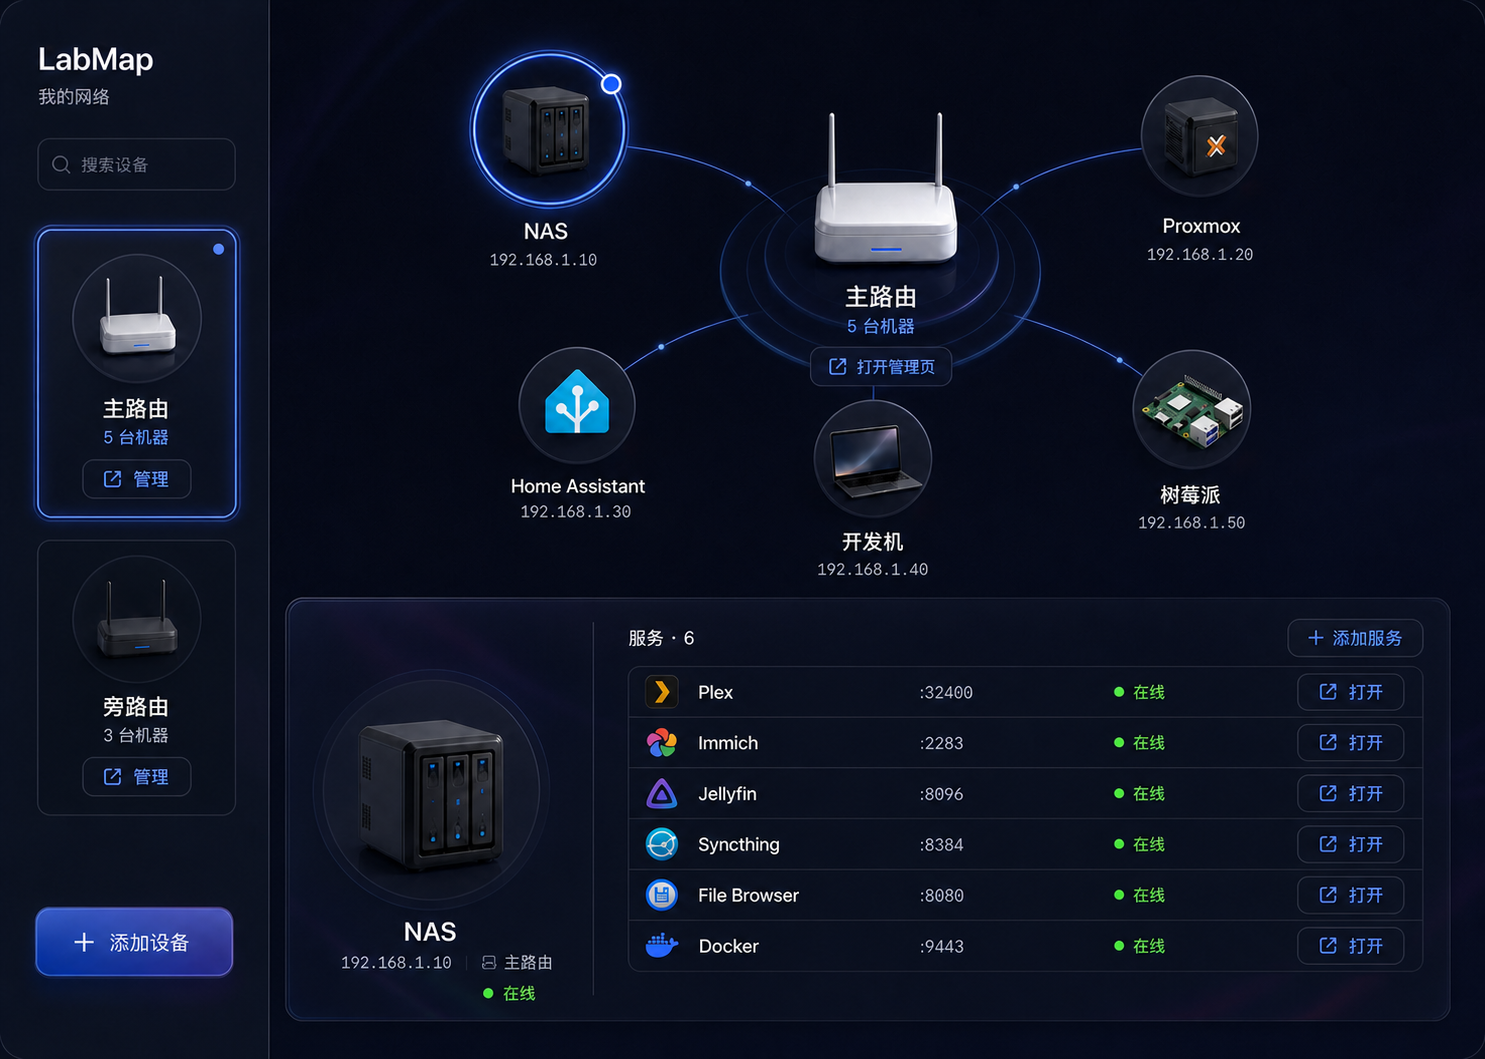 LabMap
我的网络
搜索设备
主路由
5 台机器
管理
旁路由
3 台机器
管理
添加设备
NAS
192.168.1.10
Proxmox
192.168.1.20
主路由
5 台机器
打开管理页
Home Assistant
192.168.1.30
开发机
192.168.1.40
树莓派
192.168.1.50
NAS
192.168.1.10 主路由
在线
服务 · 6 添加服务
Plex :32400 在线 打开
Immich :2283 在线 打开
Jellyfin :8096 在线 打开
Syncthing :8384 在线 打开
File Browser :8080 在线 打开
Docker :9443 在线 打开